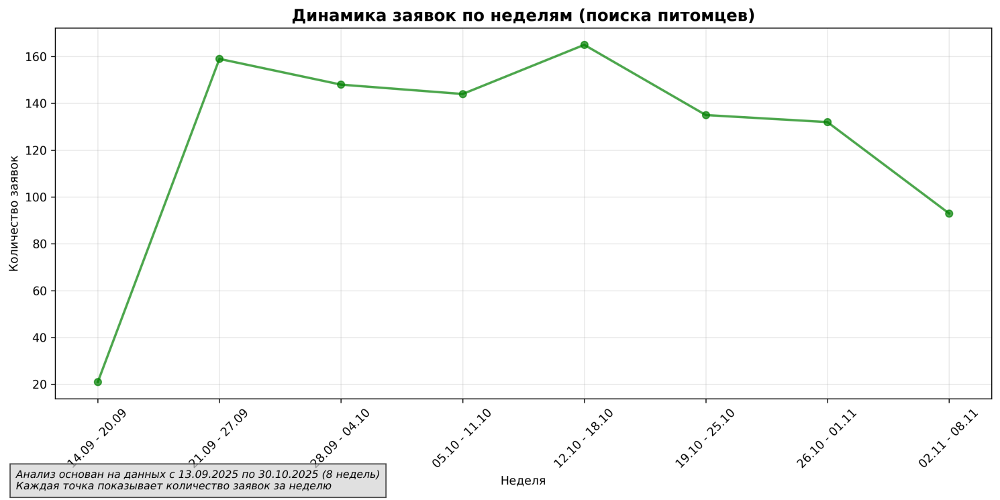 Динамика заявок по неделям (поиска питомцев)
Количество заявок
160
140
120
100
80
60
40
20
14.09 - 20.09
21.09 - 27.09
28.09 - 04.10
05.10 - 11.10
12.10 - 18.10
19.10 - 25.10
26.10 - 01.11
02.11 - 08.11
Неделя
Анализ основан на данных с 13.09.2025 по 30.10.2025 (8 недель)
Каждая точка показывает количество заявок за неделю